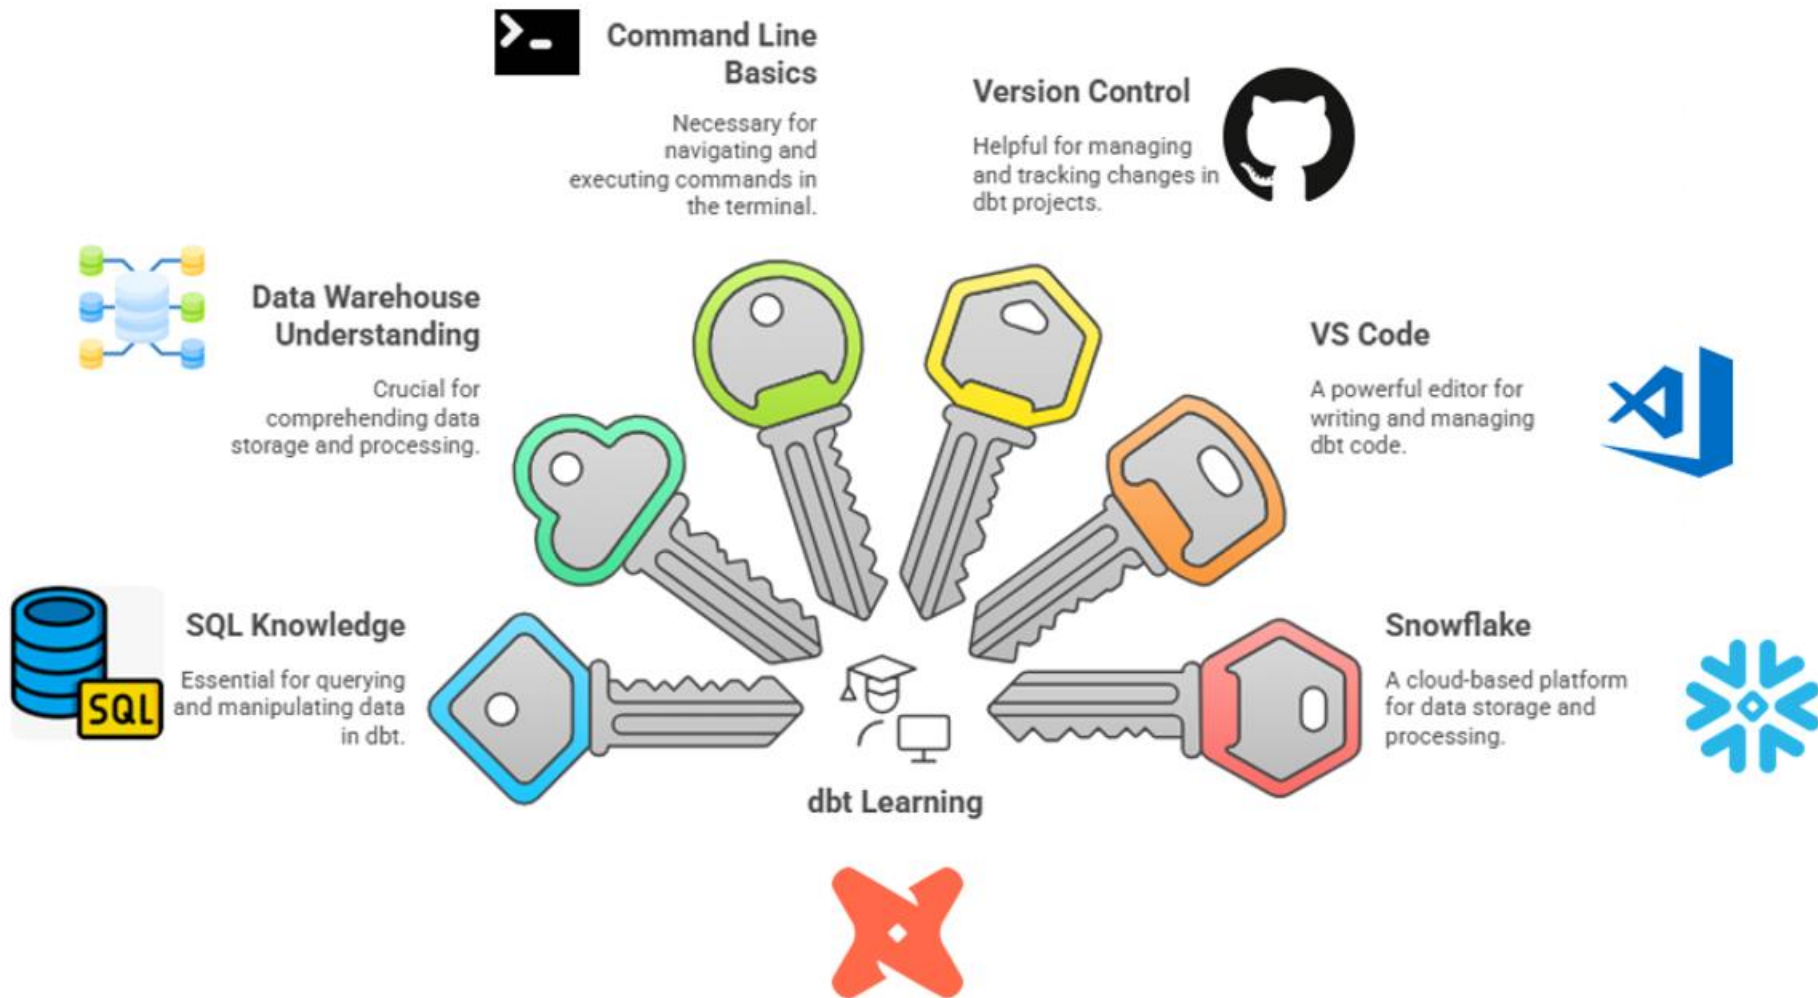 Command Line
Basics
Necessary for
navigating and
executing commands in
the terminal.
Version Control
Helpful for managing
and tracking changes in
dbt projects.
Data Warehouse
Understanding
Crucial for
comprehending data
storage and processing.
VS Code
A powerful editor for
writing and managing
dbt code.
SQL
SQL Knowledge
Essential for querying
and manipulating data
in dbt.
Snowflake
A cloud-based platform
for data storage and
processing.
dbt Learning